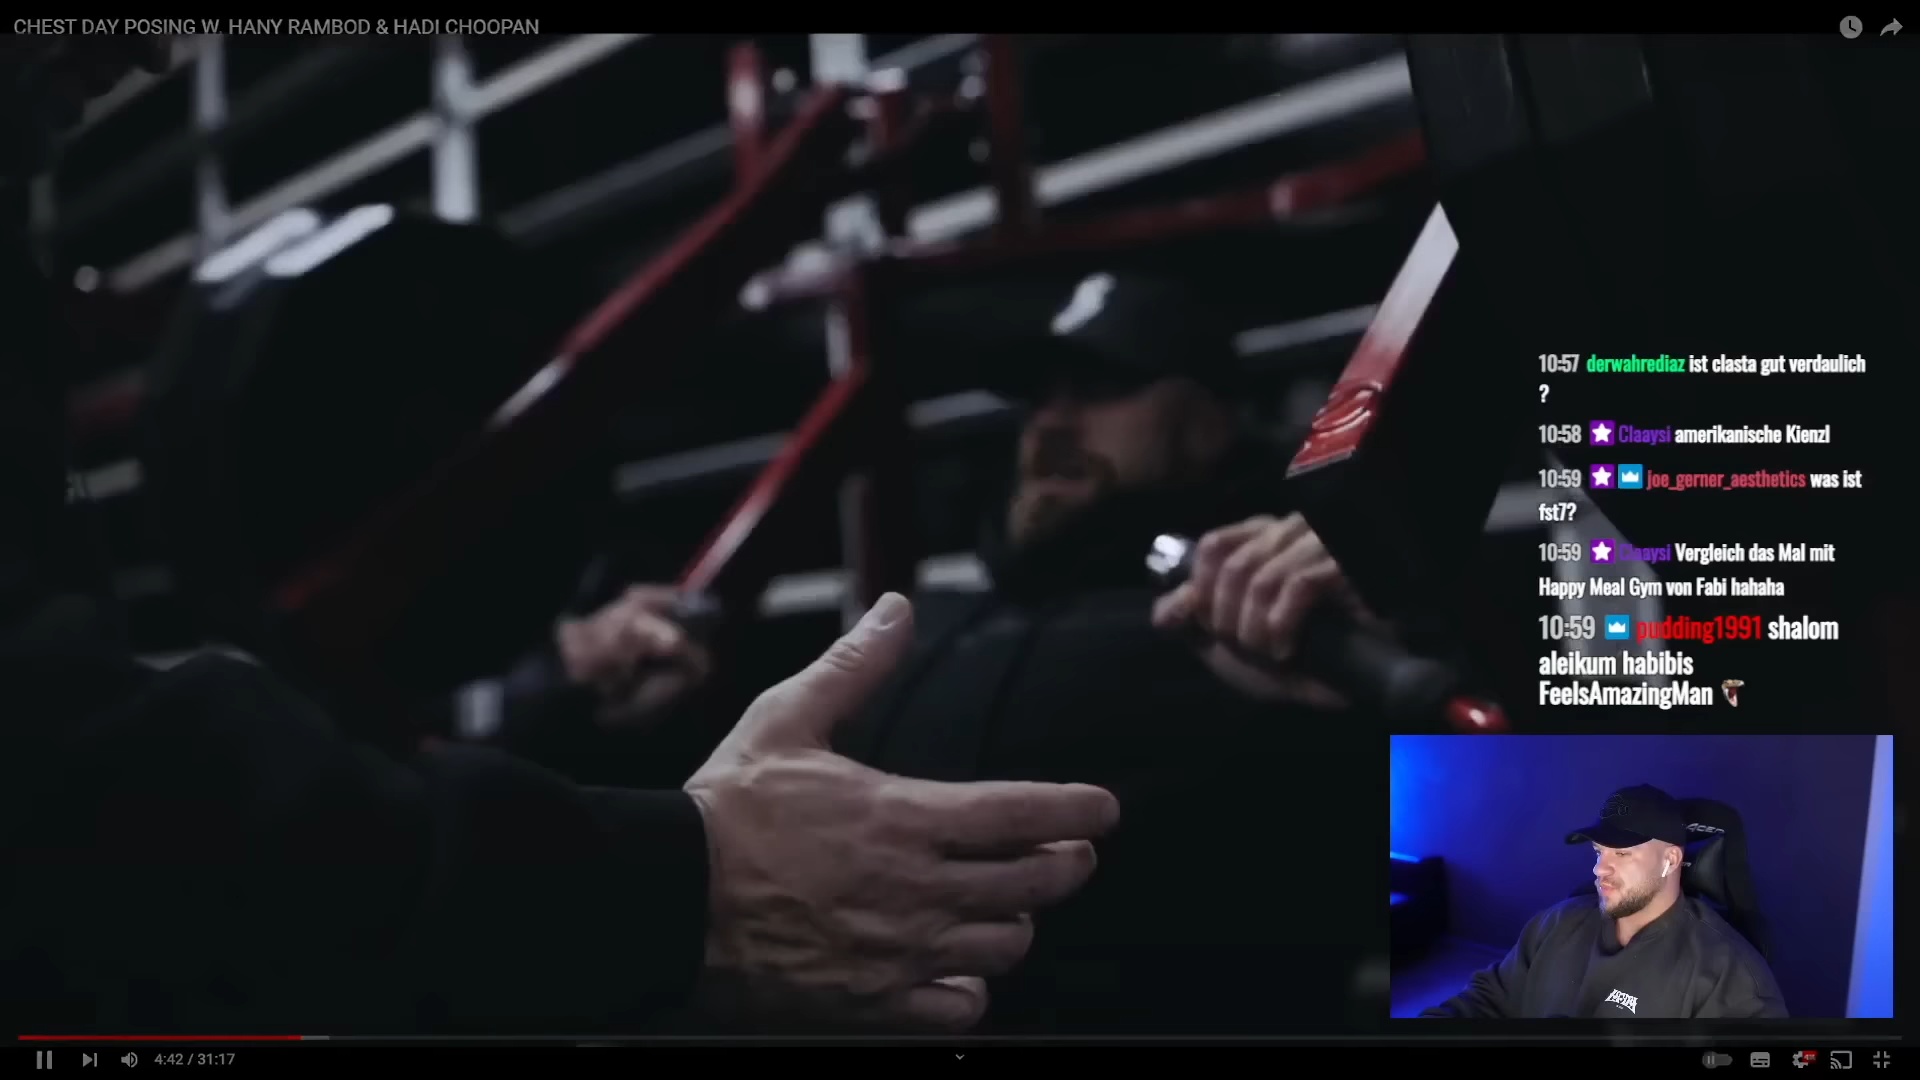 CHEST DAY POSING W. HANY RAMBOD & HADI CHOOPAN
10:57 derwahrediaz ist clasta gut verdaulich
?
10:58 Claaysi amerikanische Kienzl
10:59 joe_gerner_aesthetics was ist
fst7?
10:59 Claaysi Vergleich das Mal mit
Happy Meal Gym von Fabi hahaha
10:59 pudding1991 shalom
aleikum habibis
FeelsAmazingMan
4:42 / 31:17